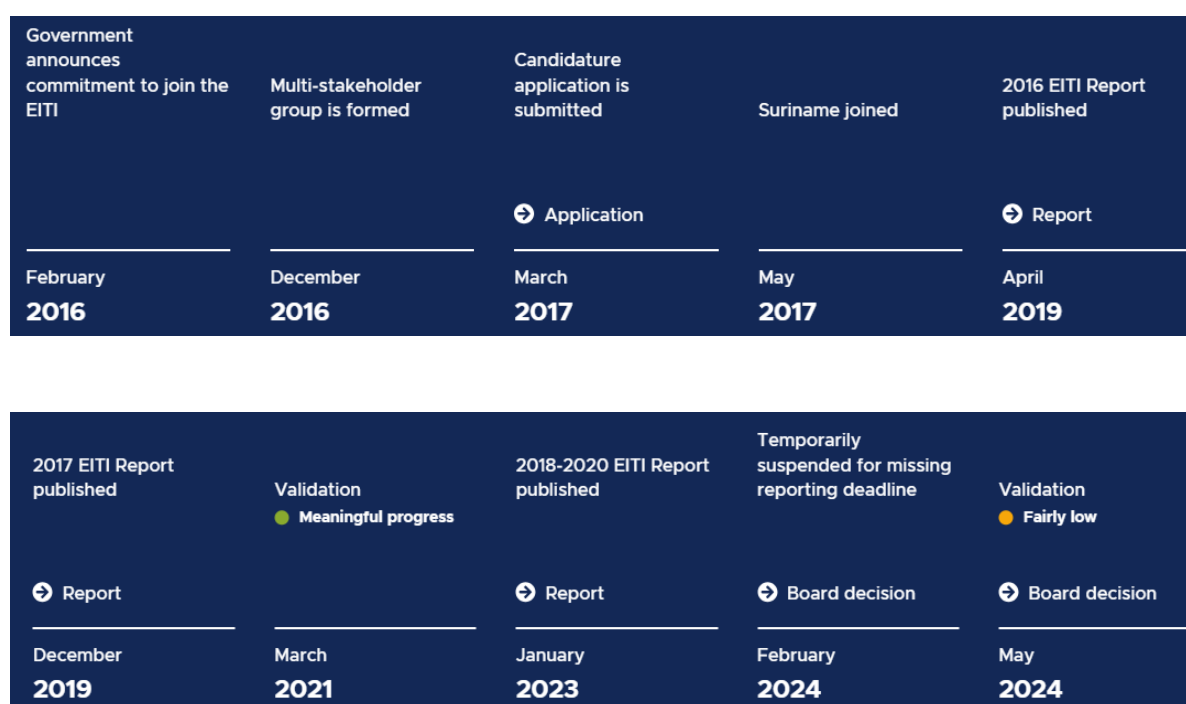 Government
announces
commitment to join the
EITI
February
2016
Multi-stakeholder
group is formed
December
2016
Candidature
application is
submitted
Application
March
2017
Suriname joined
May
2017
2016 EITI Report
published
Report
April
2019
2017 EITI Report
published
Report
December
2019
Validation
Meaningful progress
March
2021
2018-2020 EITI Report
published
Report
January
2023
Temporarily
suspended for missing
reporting deadline
Board decision
February
2024
Validation
Fairly low
Board decision
May
2024